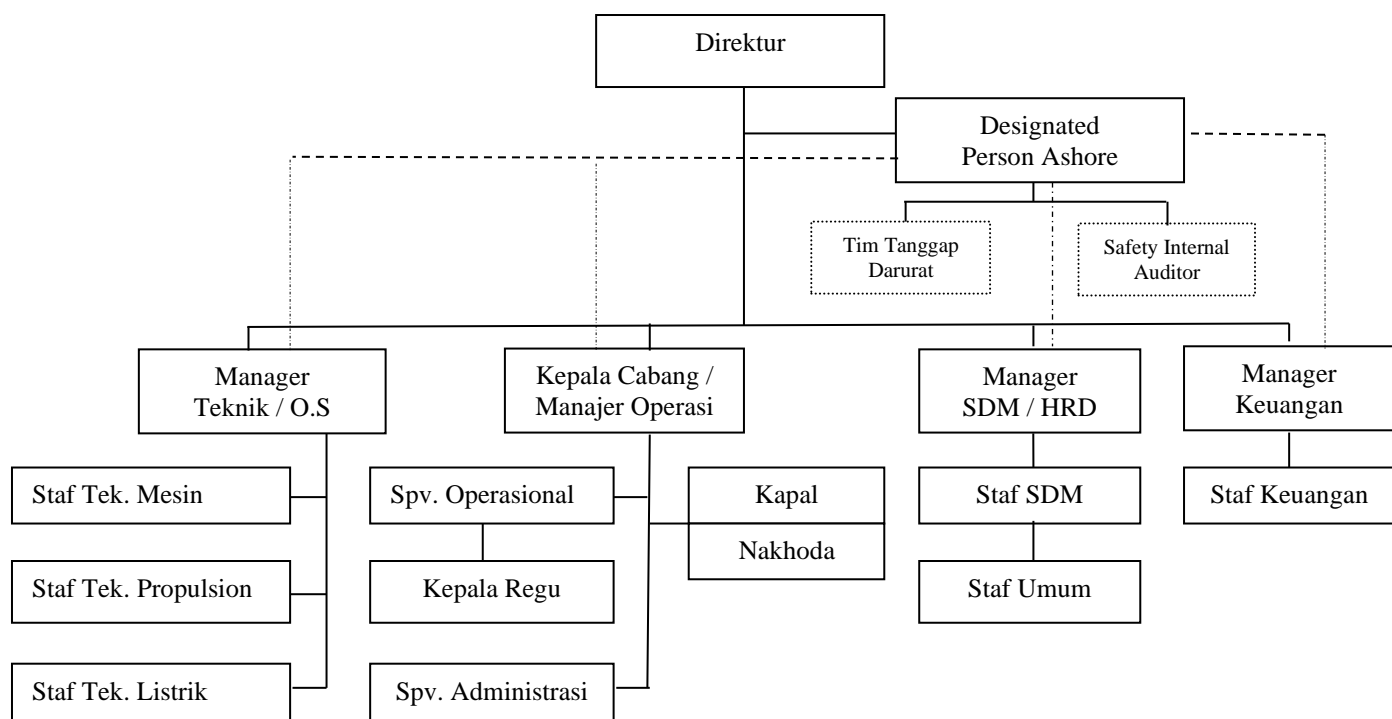 Direktur
Designated
Person Ashore
Tim Tanggap
Darurat
Safety Internal
Auditor
Manager
Teknik / O.S
Kepala Cabang /
Manajer Operasi
Manager
SDM / HRD
Manager
Keuangan
Staf Tek. Mesin
Spv. Operasional
Kapal
Staf SDM
Staf Keuangan
Nakhoda
Staf Tek. Propulsion
Kepala Regu
Staf Umum
Staf Tek. Listrik
Spv. Administrasi